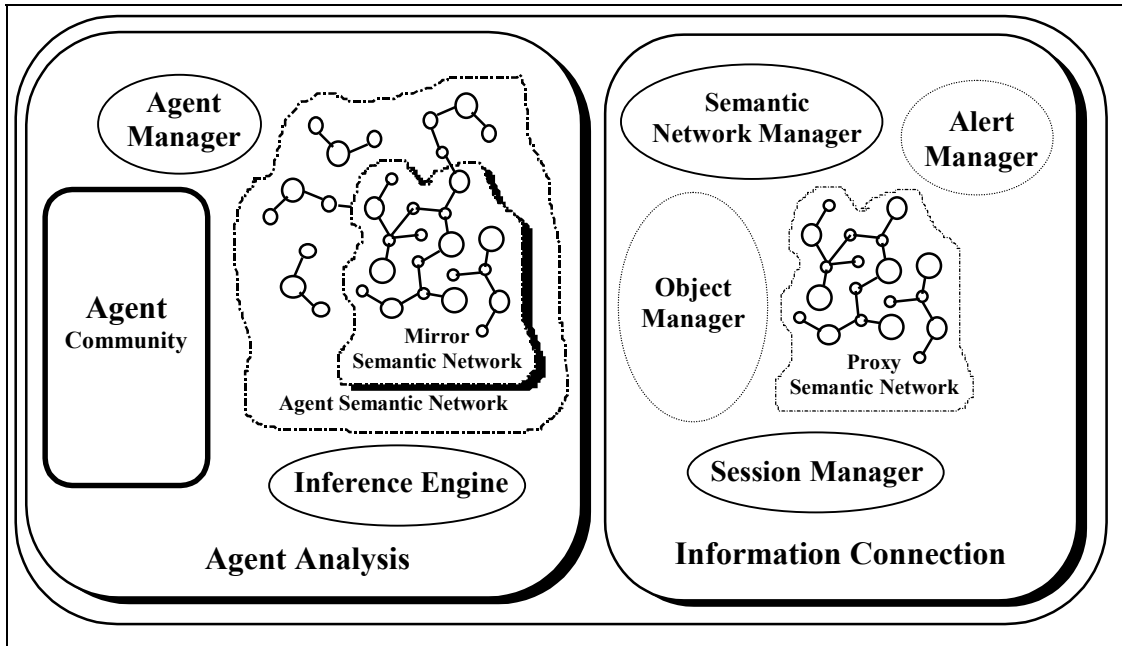 Agent
Manager
Agent
Community
Mirror
Semantic Network
Agent Semantic Network
Inference Engine
Agent Analysis
Semantic
Network Manager
Alert
Manager
Object
Manager
Proxy
Semantic Network
Session Manager
Information Connection